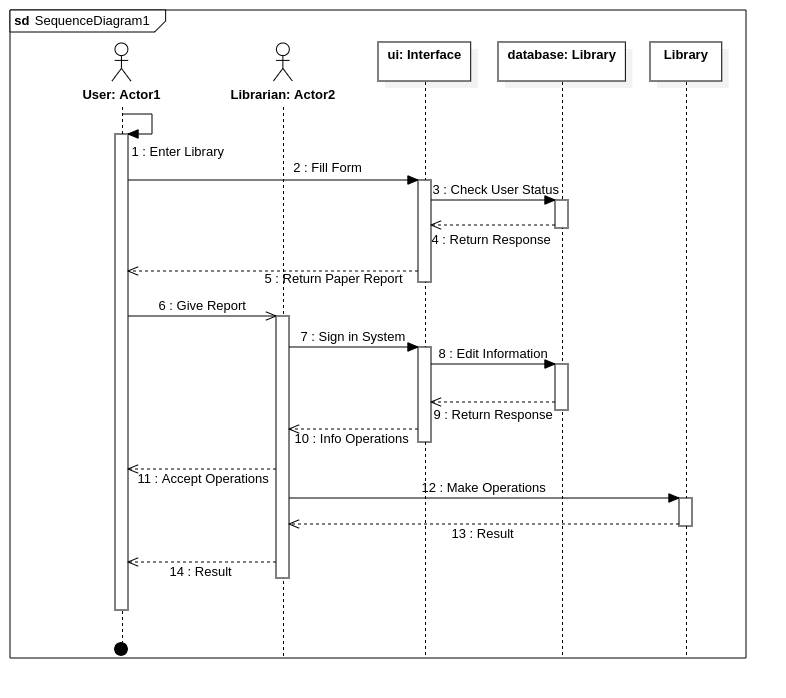 sd SequenceDiagram1
User: Actor1
Librarian: Actor2
ui: Interface
database: Library
Library
1 : Enter Library
2 : Fill Form
3 : Check User Status
4 : Return Response
5 : Return Paper Report
6 : Give Report
7 : Sign in System
8 : Edit Information
9 : Return Response
10 : Info Operations
11 : Accept Operations
12 : Make Operations
13 : Result
14 : Result